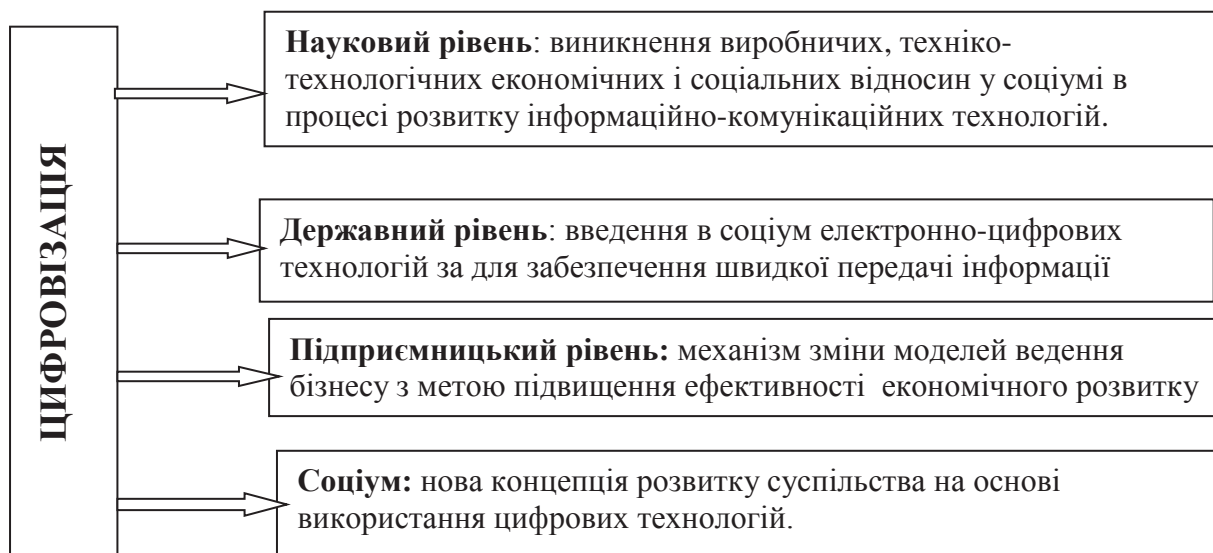 ЦИФРОВІЗАЦІЯ
Науковий рівень: виникнення виробничих, техніко-
технологічних економічних і соціальних відносин у соціумі в
процесі розвитку інформаційно-комунікаційних технологій.
Державний рівень: введення в соціум електронно-цифрових
технологій за для забезпечення швидкої передачі інформації
Підприємницький рівень: механізм зміни моделей ведення
бізнесу з метою підвищення ефективності економічного розвитку
Соціум: нова концепція розвитку суспільства на основі
використання цифрових технологій.